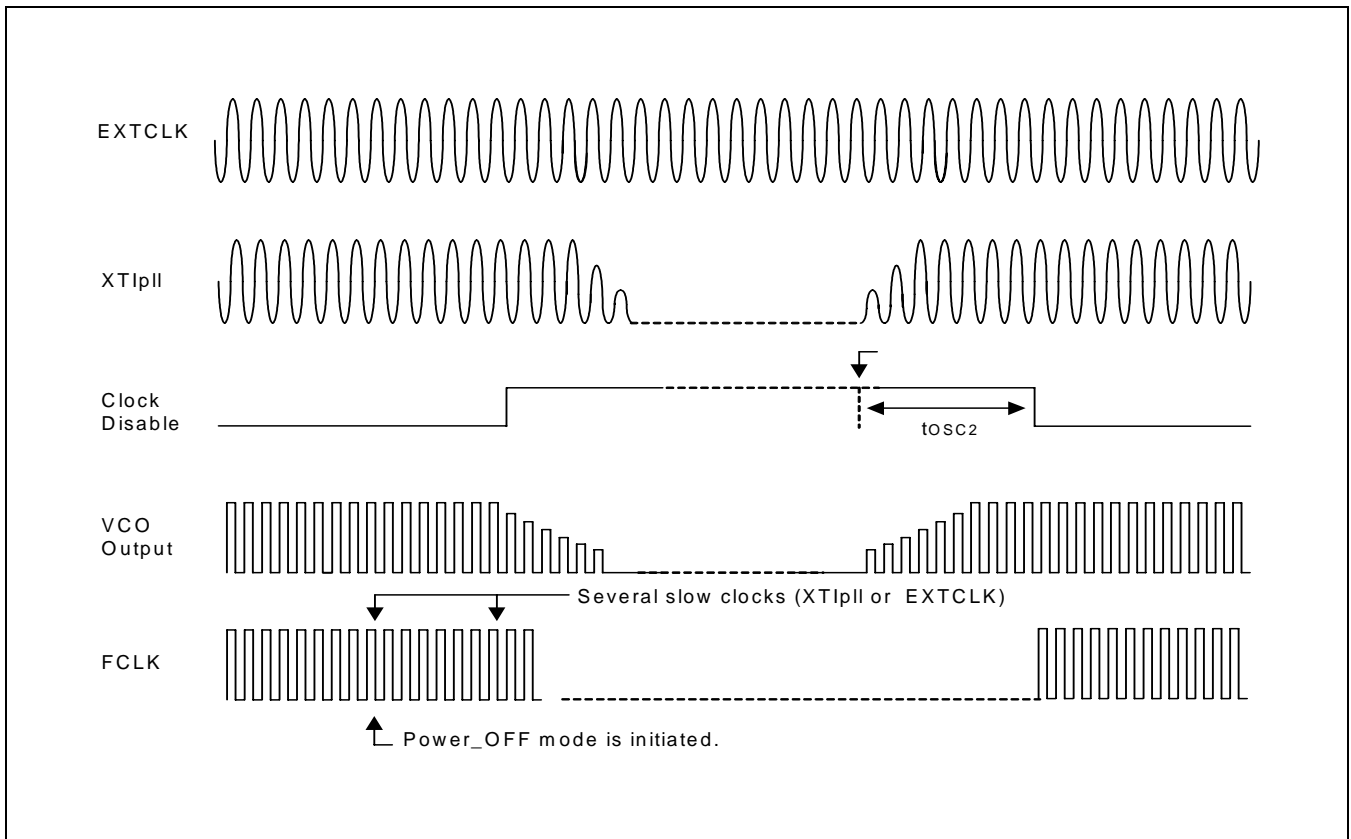 EXTCLK
XTIpll
Clock
Disable
tOSC2
VCO
Output
Several slow clocks (XTIpll or EXTCLK)
FCLK
Power_OFF mode is initiated.